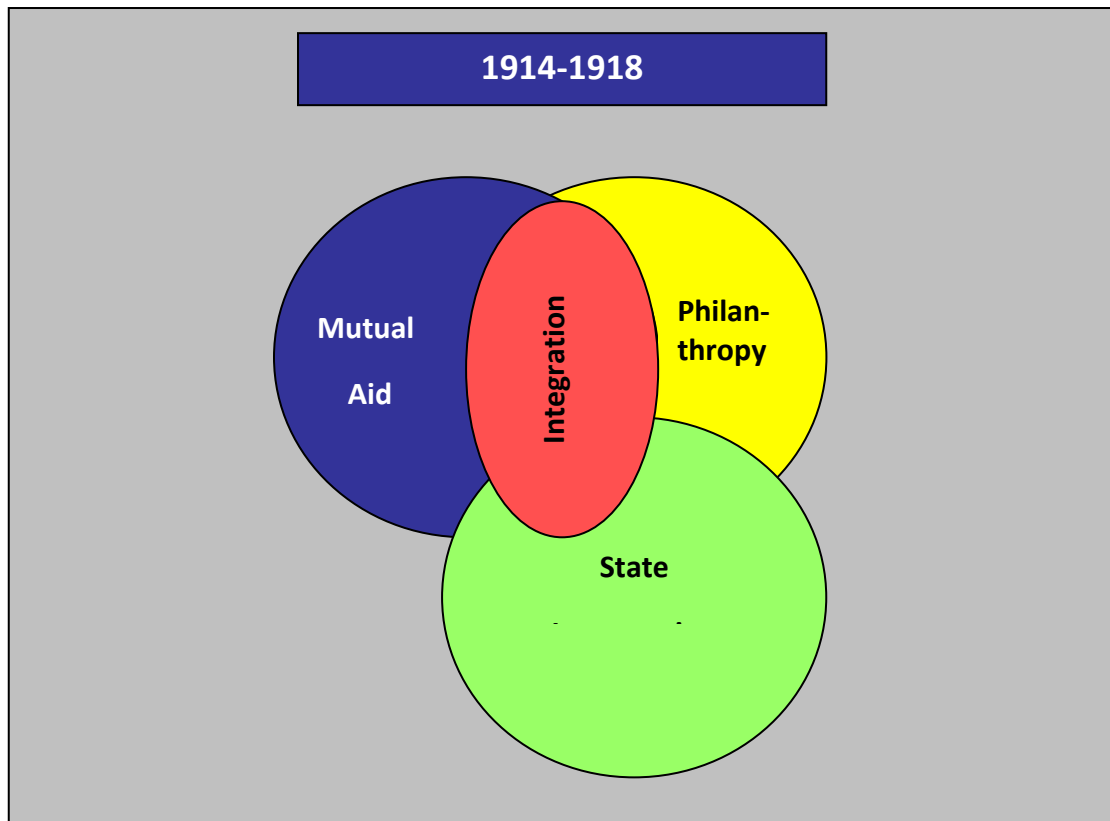 1914-1918
Mutual
Aid
Integration
Philan-
thropy
State